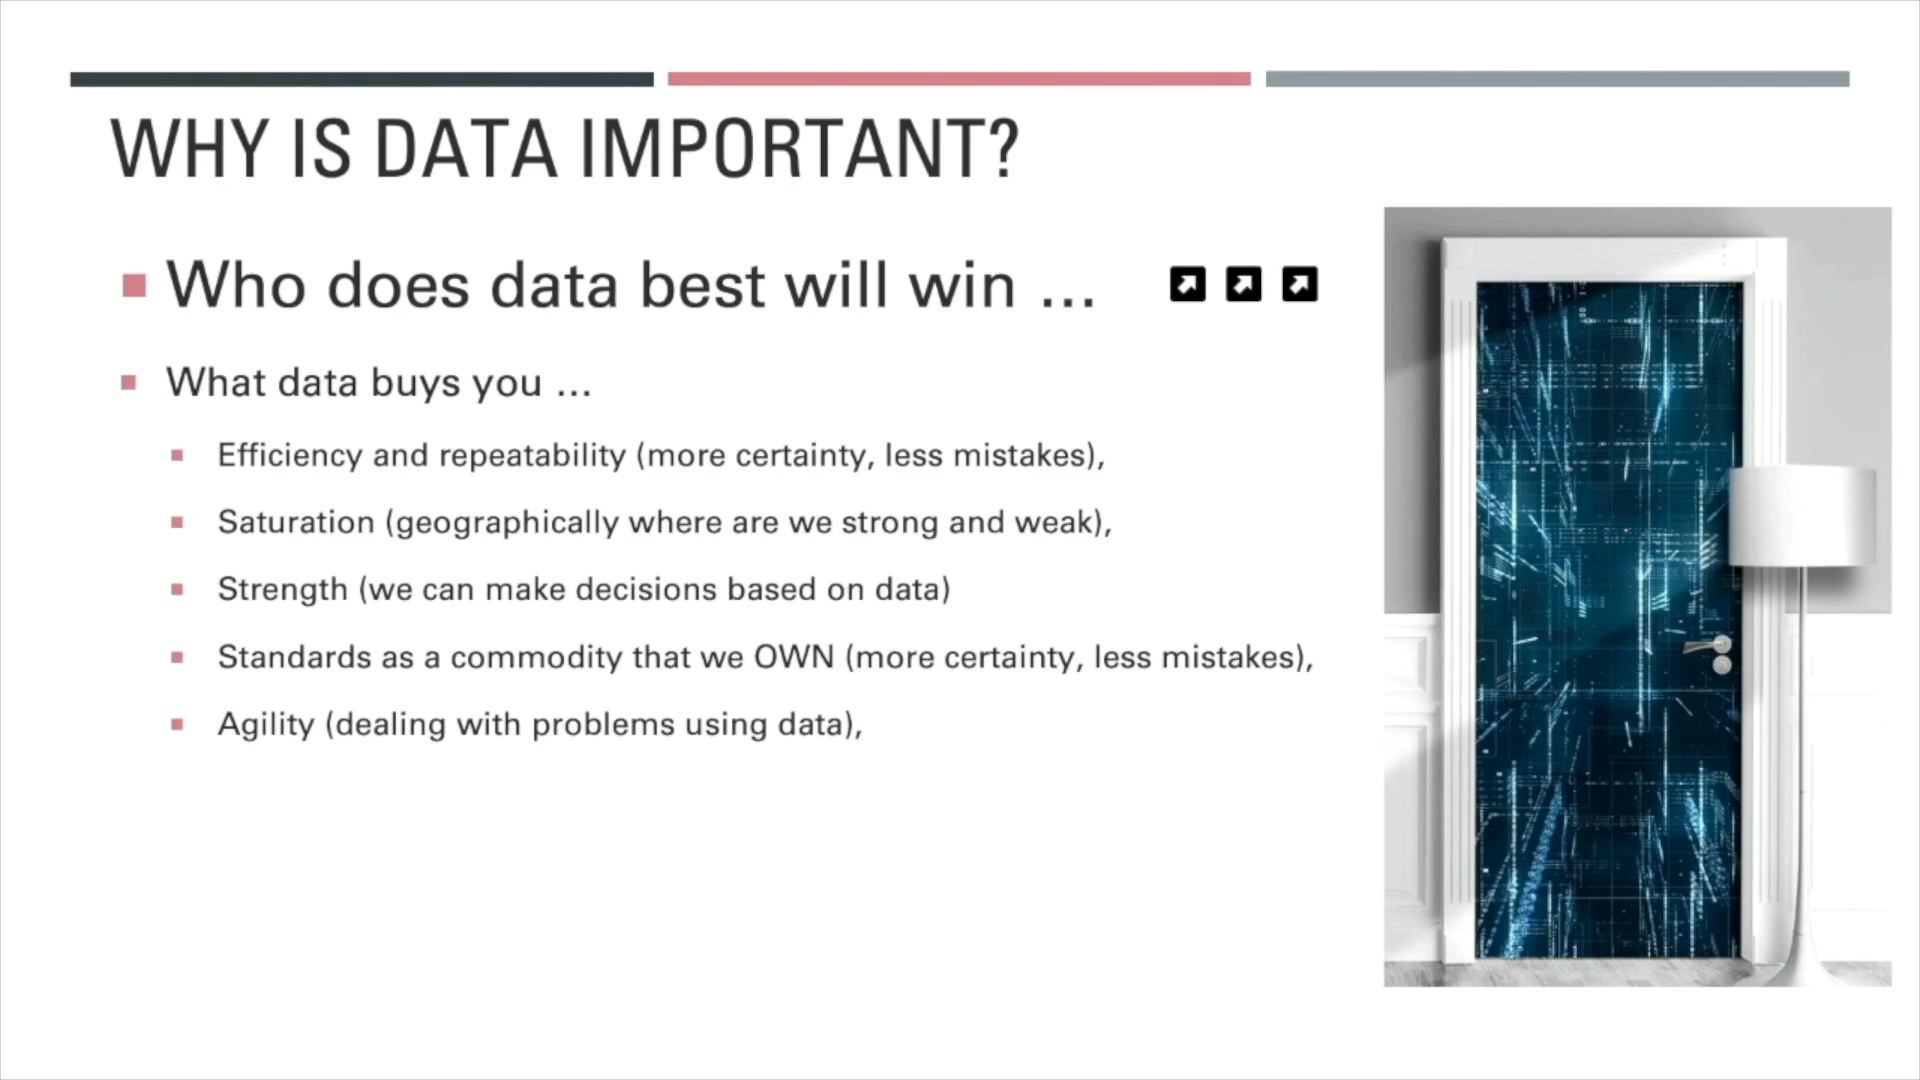 WHY IS DATA IMPORTANT?
Who does data best will win …
What data buys you …
Efficiency and repeatability (more certainty, less mistakes),
Saturation (geographically where are we strong and weak),
Strength (we can make decisions based on data)
Standards as a commodity that we OWN (more certainty, less mistakes),
Agility (dealing with problems using data),